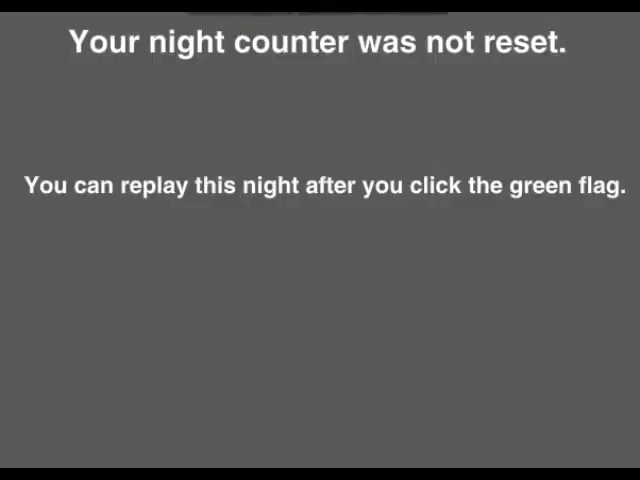 Your night counter was not reset.
You can replay this night after you click the green flag.